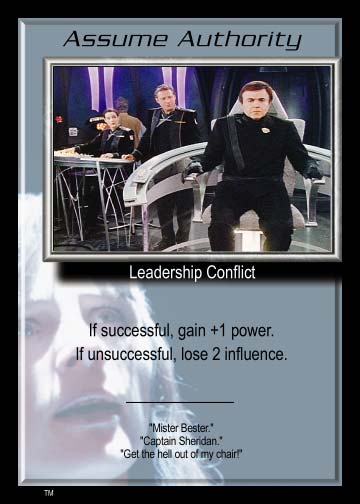 Assume Authority
Leadership Conflict
If successful, gain +1 power.
If unsuccessful, lose 2 influence.
"Mister Bester."
"Captain Sheridan."
"Get the hell out of my chair!"
TM